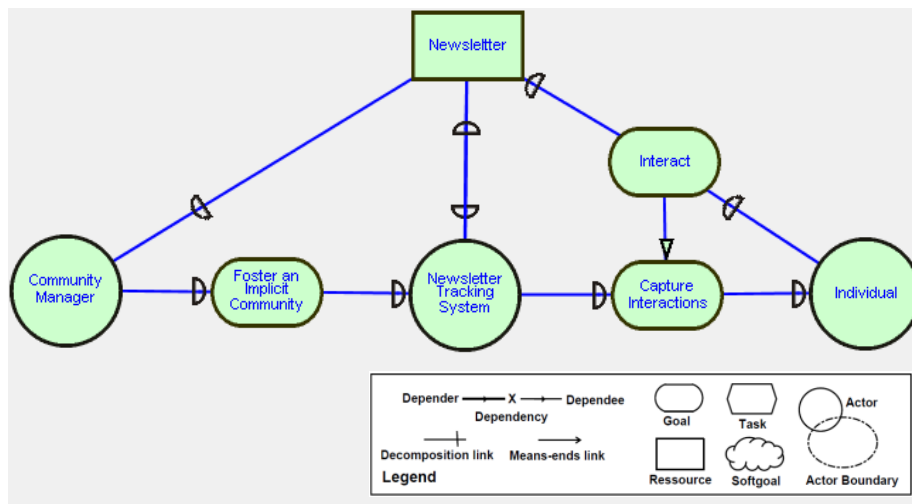 Newslettter
Interact
Community
Manager
Foster an
Implicit
Community
Newsletter
Tracking
System
Capture
Interactions
Individual
Depender X Dependee
Dependency
Decomposition link Means-ends link
Legend
Goal Task Actor
Ressource Softgoal Actor Boundary